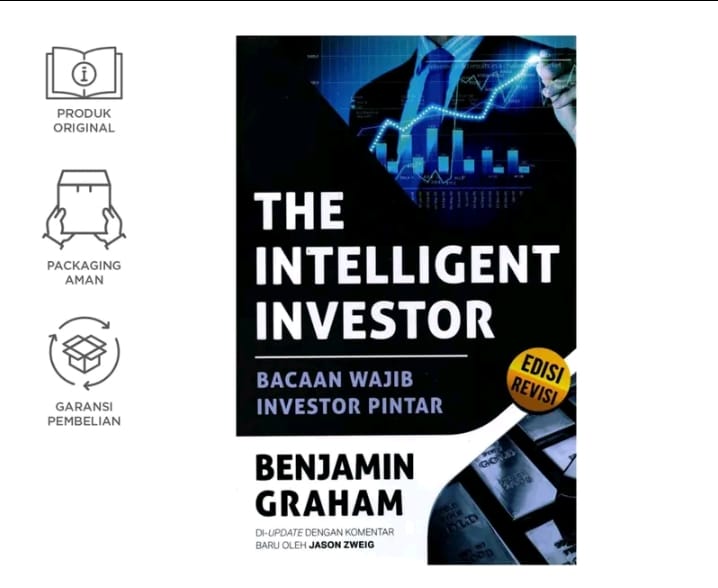 PRODUK
ORIGINAL
PACKAGING
AMAN
GARANSI
PEMBELIAN
THE
INTELLIGENT
INVESTOR
BACAAN WAJIB
INVESTOR PINTAR
EDISI
REVISI
BENJAMIN
GRAHAM
DI-UPDATE DENGAN KOMENTAR
BARU OLEH JASON ZWEIG